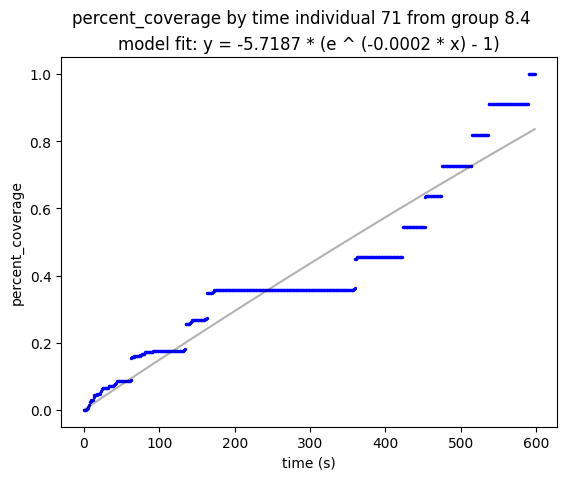 percent_coverage by time individual 71 from group 8.4
model fit: y = -5.7187 * (e ^ (-0.0002 * x) - 1)
1.0
0.8
0.6
0.4
0.2
0.0
percent_coverage
0 100 200 300 400 500 600
time (s)